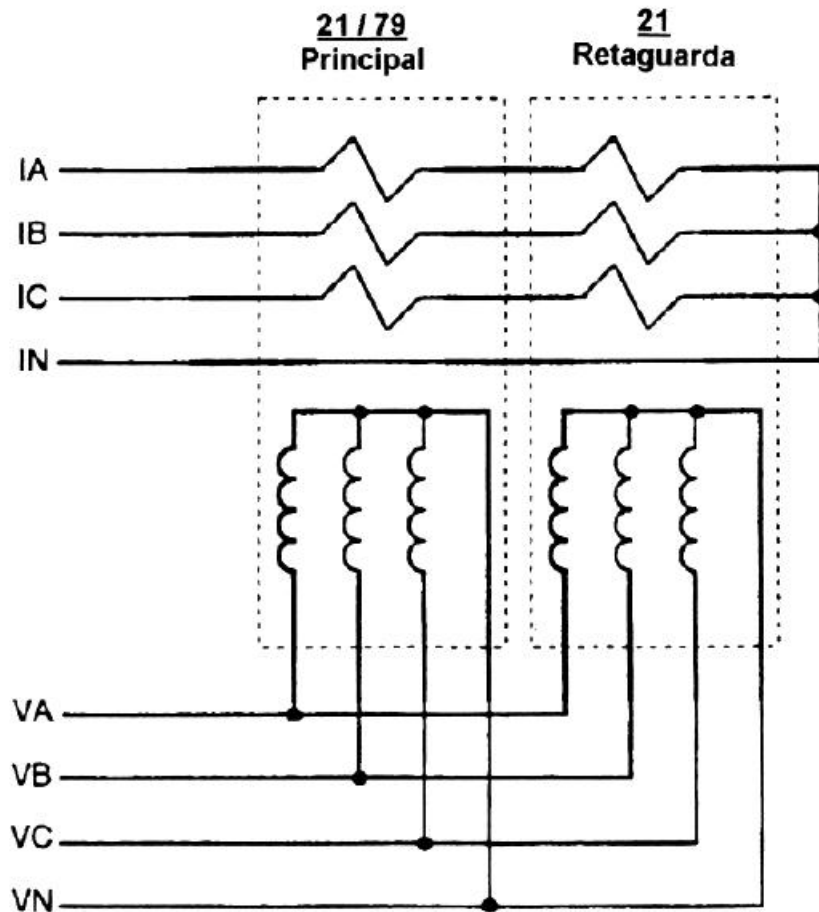 21 / 79
Principal
21
Retaguarda
IA
IB
IC
IN
VA
VB
VC
VN